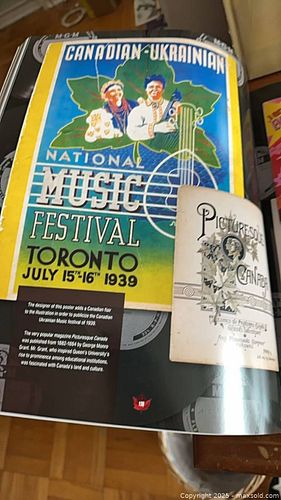 MGM
CANADIAN-UKRAINIAN
NATIONAL
MUSIC
FESTIVAL
TORONTO
JULY 15TH-16TH 1939
PICTURESQUE
CANADA
The designer of this poster adds a Canadian flair
to the illustration in order to publicize the Canadian
Ukrainian Music festival of 1939.
The very popular magazine Picturesque Canada
was published from 1882-1884 by George Monro
Grant. Mr. Grant, who inspired Queen's University's
rise to prominence among educational institutions,
was fascinated with Canada's land and culture.
Copyright © 2025 - maxsold.com